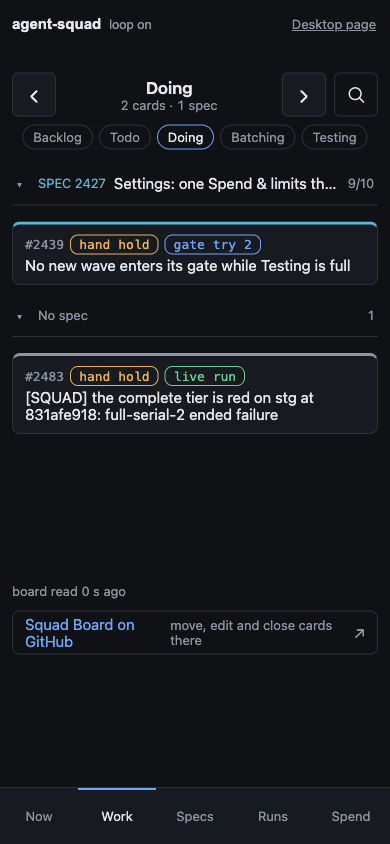 agent-squad loop on Desktop page
Doing
2 cards · 1 spec
Backlog Todo Doing Batching Testing
SPEC 2427 Settings: one Spend & limits th... 9/10
#2439 hand hold gate try 2
No new wave enters its gate while Testing is full
No spec 1
#2483 hand hold live run
[SQUAD] the complete tier is red on stg at
831afe918: full-serial-2 ended failure
board read 0 s ago
Squad Board on
GitHub
move, edit and close cards
there
Now Work Specs Runs Spend